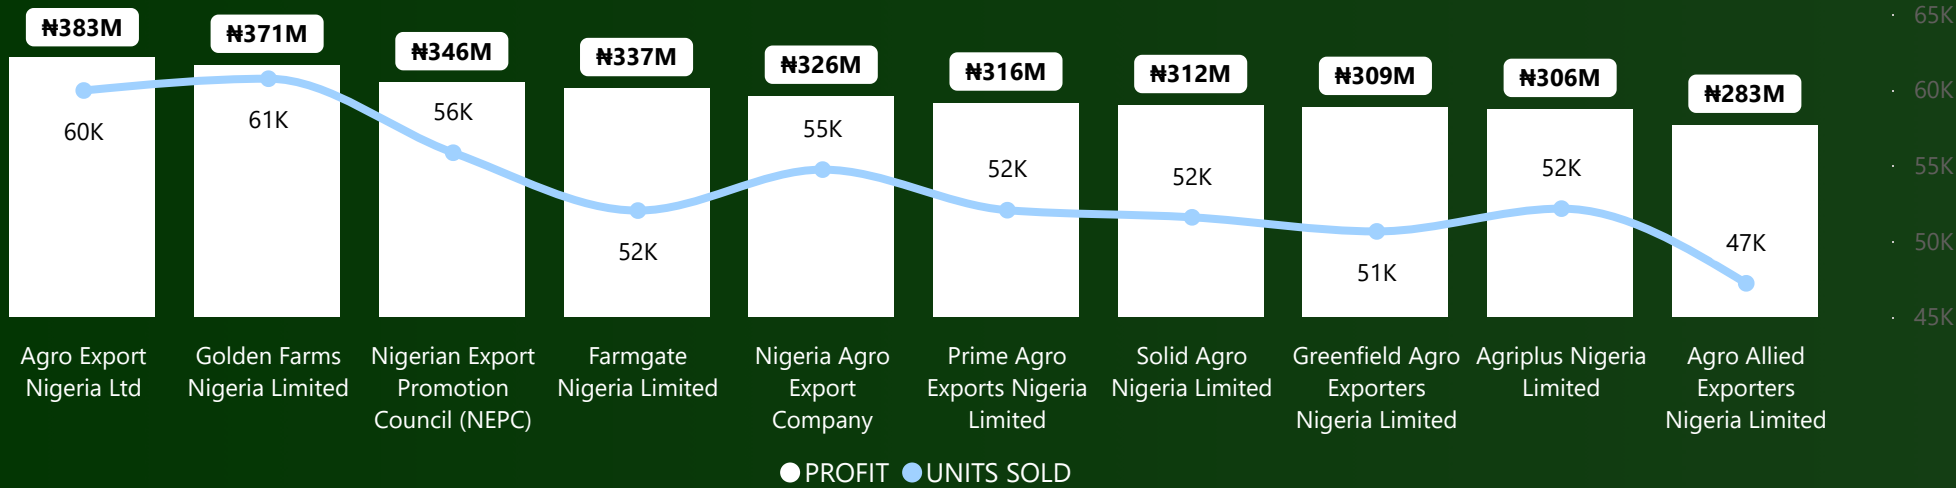 ₦383M
₦371M
₦346M
₦337M
₦326M
₦316M
₦312M
₦309M
₦306M
₦283M
60K
61K
56K
52K
55K
52K
52K
51K
52K
47K
65K
60K
55K
50K
45K
Agro Export
Nigeria Ltd
Golden Farms
Nigeria Limited
Nigerian Export
Promotion
Council (NEPC)
Farmgate
Nigeria Limited
Nigeria Agro
Export
Company
Prime Agro
Exports Nigeria
Limited
Solid Agro
Nigeria Limited
Greenfield Agro
Exporters
Nigeria Limited
Agriplus Nigeria
Limited
Agro Allied
Exporters
Nigeria Limited
PROFIT UNITS SOLD